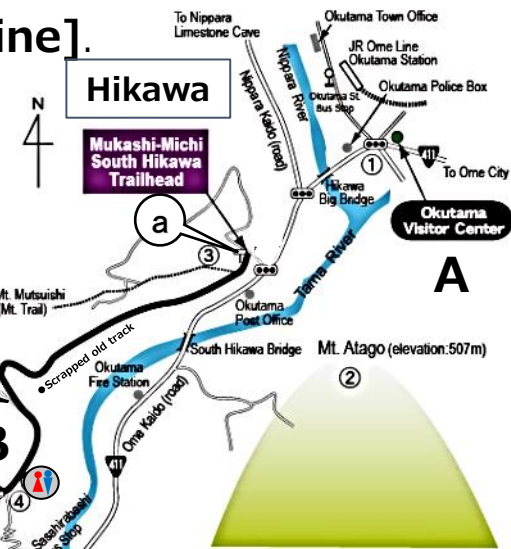 ine].
Hikawa
N
To Nippara
Limestone Cave
Okutama Town Office
JR Ome Line
Okutama Station
Okutama Police Box
Okutama St.
Bus Stop
Nippara River
Nippara Kaido (road)
①
411
To Ome City
Mukashi-Michi
South Hikawa
Trailhead
Hikawa
Big Bridge
Okutama
Visitor Center
A
a
③
Mt. Mutsuishi
(Mt. Trail)
Tama River
Okutama
Post Office
South Hikawa Bridge
Mt. Atago (elevation:507m)
②
Scrapped old track
Okutama
Fire Station
Ome Kaido (road)
411
B
④
Sasahirabashi